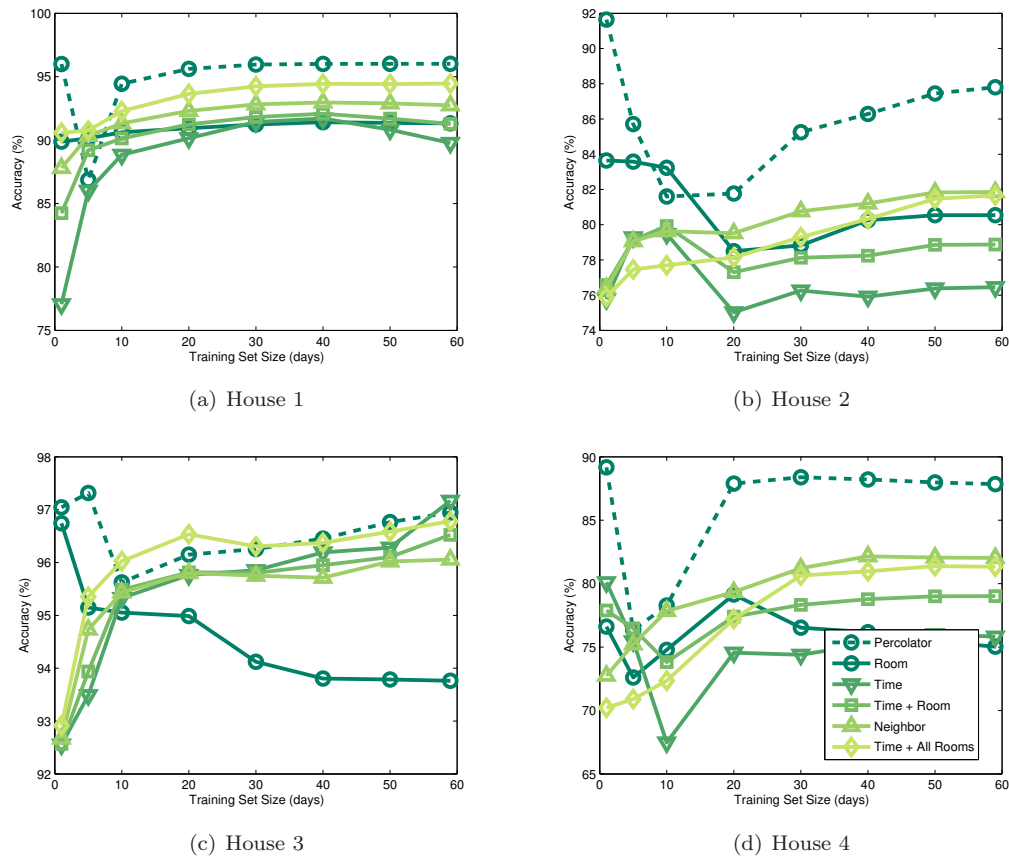 100
95
90
85
80
75
Accuracy (%)
0 10 20 30 40 50 60
Training Set Size (days)
(a) House 1
92
90
88
86
84
82
80
78
76
74
Accuracy (%)
0 10 20 30 40 50 60
Training Set Size (days)
(b) House 2
98
97
96
95
94
93
92
Accuracy (%)
0 10 20 30 40 50 60
Training Set Size (days)
(c) House 3
90
85
80
75
70
65
Accuracy (%)
Percolator
Room
Time
Time + Room
Neighbor
Time + All Rooms
0 10 20 30 40 50 60
Training Set Size (days)
(d) House 4